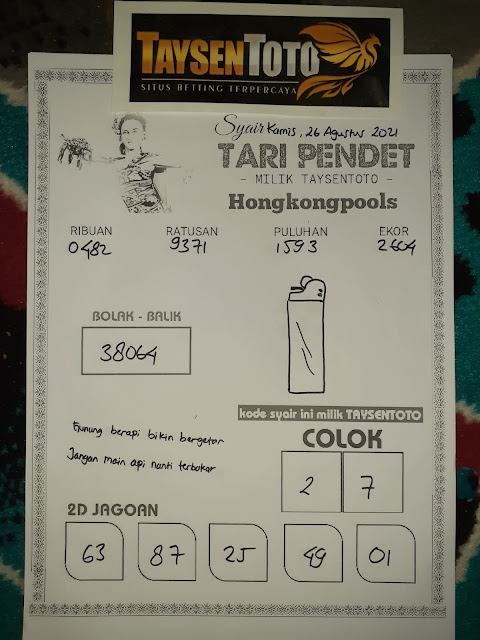 TAYSENTOTO
SITUS BETTING TERPERCAYA
Syair Kamis, 26 Agustus 2021
TARI PENDET
- MILIK TAYSENTOTO -
Hongkongpools
RIBUAN RATUSAN PULUHAN EKOR
0482 9371 1593 2604
BOLAK - BALIK
38064
kode syair ini milik TAYSENTOTO
Gunung berapi bikin bergetar
Jangan main api nanti terbakar
COLOK
2 7
2D JAGOAN
63 87 25 49 01